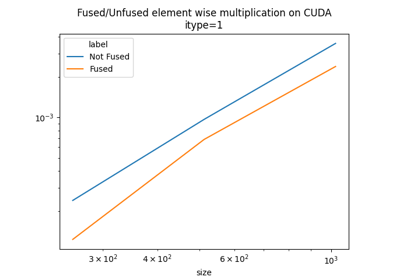 Fused/Unfused element wise multiplication on CUDA
itype=1
label
Not Fused
Fused
10⁻³
3 × 10² 4 × 10² 6 × 10² 10³
size